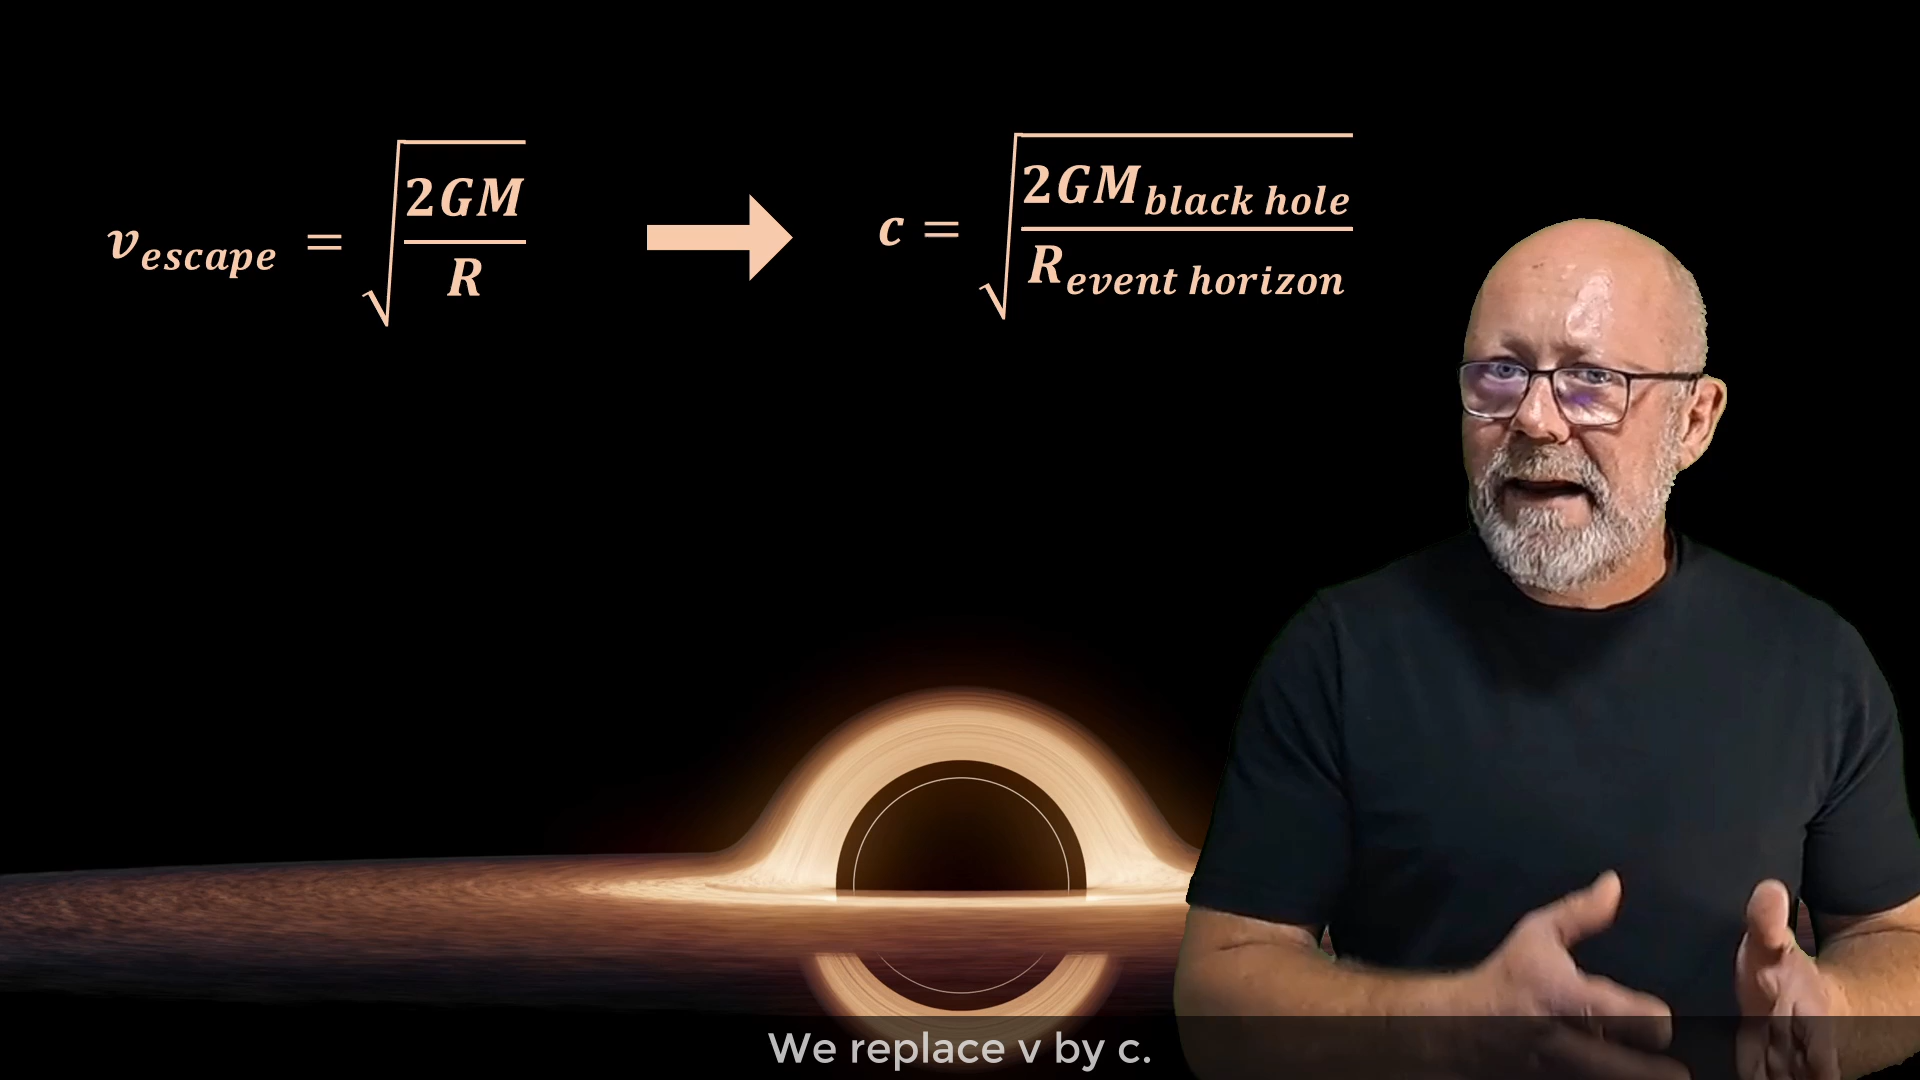 v_escape = √(2GM/R) → c = √(2GM_black hole/R_event horizon)
We replace v by c.